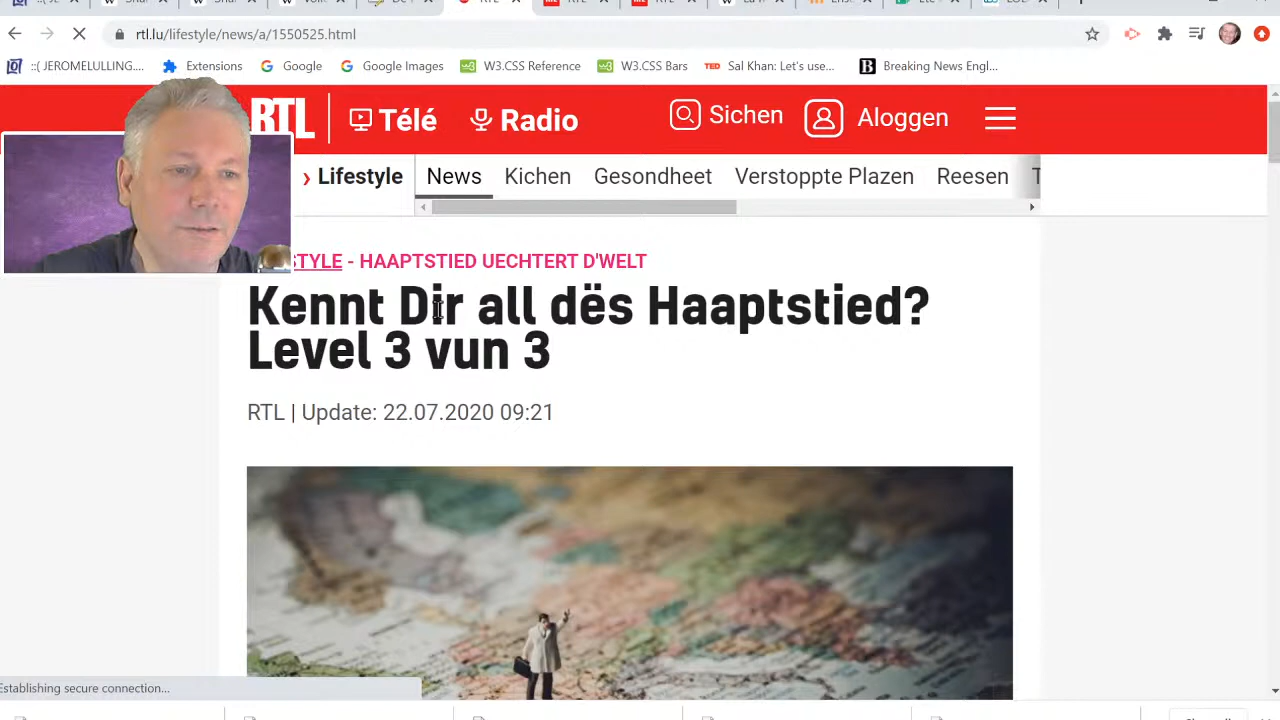 rtl.lu/lifestyle/news/a/1550525.html
::( JEROMELULLING.... Extensions Google Google Images W3.CSS Reference W3.CSS Bars TED Sal Khan: Let's use... B Breaking News Engl...
RTL Télé Radio Sichen Aloggen
› Lifestyle News Kichen Gesondheet Verstoppte Plazen Reesen
STYLE - HAAPTSTIED UECHTERT D'WELT
Kennt Dir all dës Haaptstied?
Level 3 vun 3
RTL | Update: 22.07.2020 09:21
Establishing secure connection...